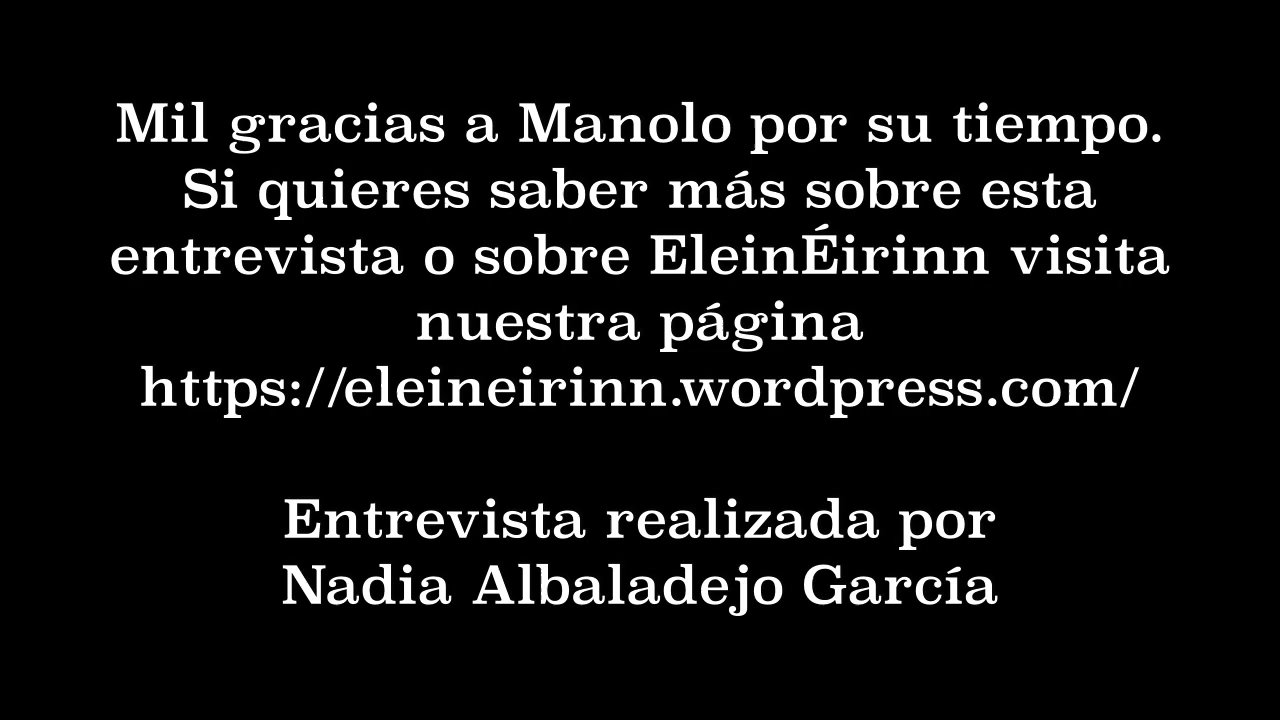 Mil gracias a Manolo por su tiempo.
Si quieres saber más sobre esta
entrevista o sobre EleinÉirinn visita
nuestra página
https://eleineirinn.wordpress.com/
Entrevista realizada por
Nadia Albaladejo García